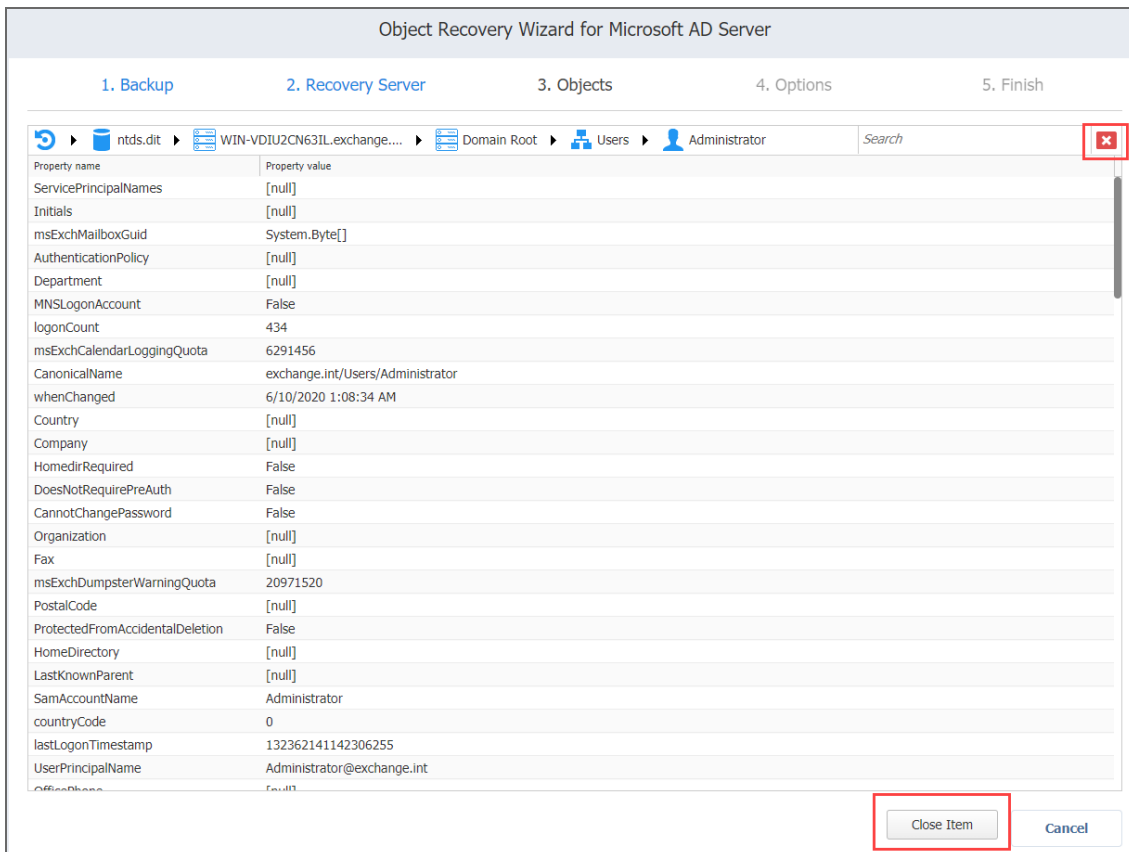 Object Recovery Wizard for Microsoft AD Server
1. Backup 2. Recovery Server 3. Objects 4. Options 5. Finish
ntds.dit WIN-VDIU2CN63IL.exchange.... Domain Root Users Administrator Search
Property name Property value
ServicePrincipalNames [null]
Initials [null]
msExchMailboxGuid System.Byte[]
AuthenticationPolicy [null]
Department [null]
MNSLogonAccount False
logonCount 434
msExchCalendarLoggingQuota 6291456
CanonicalName exchange.int/Users/Administrator
whenChanged 6/10/2020 1:08:34 AM
Country [null]
Company [null]
HomedirRequired False
DoesNotRequirePreAuth False
CannotChangePassword False
Organization [null]
Fax [null]
msExchDumpsterWarningQuota 20971520
PostalCode [null]
ProtectedFromAccidentalDeletion False
HomeDirectory [null]
LastKnownParent [null]
SamAccountName Administrator
countryCode 0
lastLogonTimestamp 132362141142306255
UserPrincipalName Administrator@exchange.int
OfficePhone [null]
Close Item Cancel